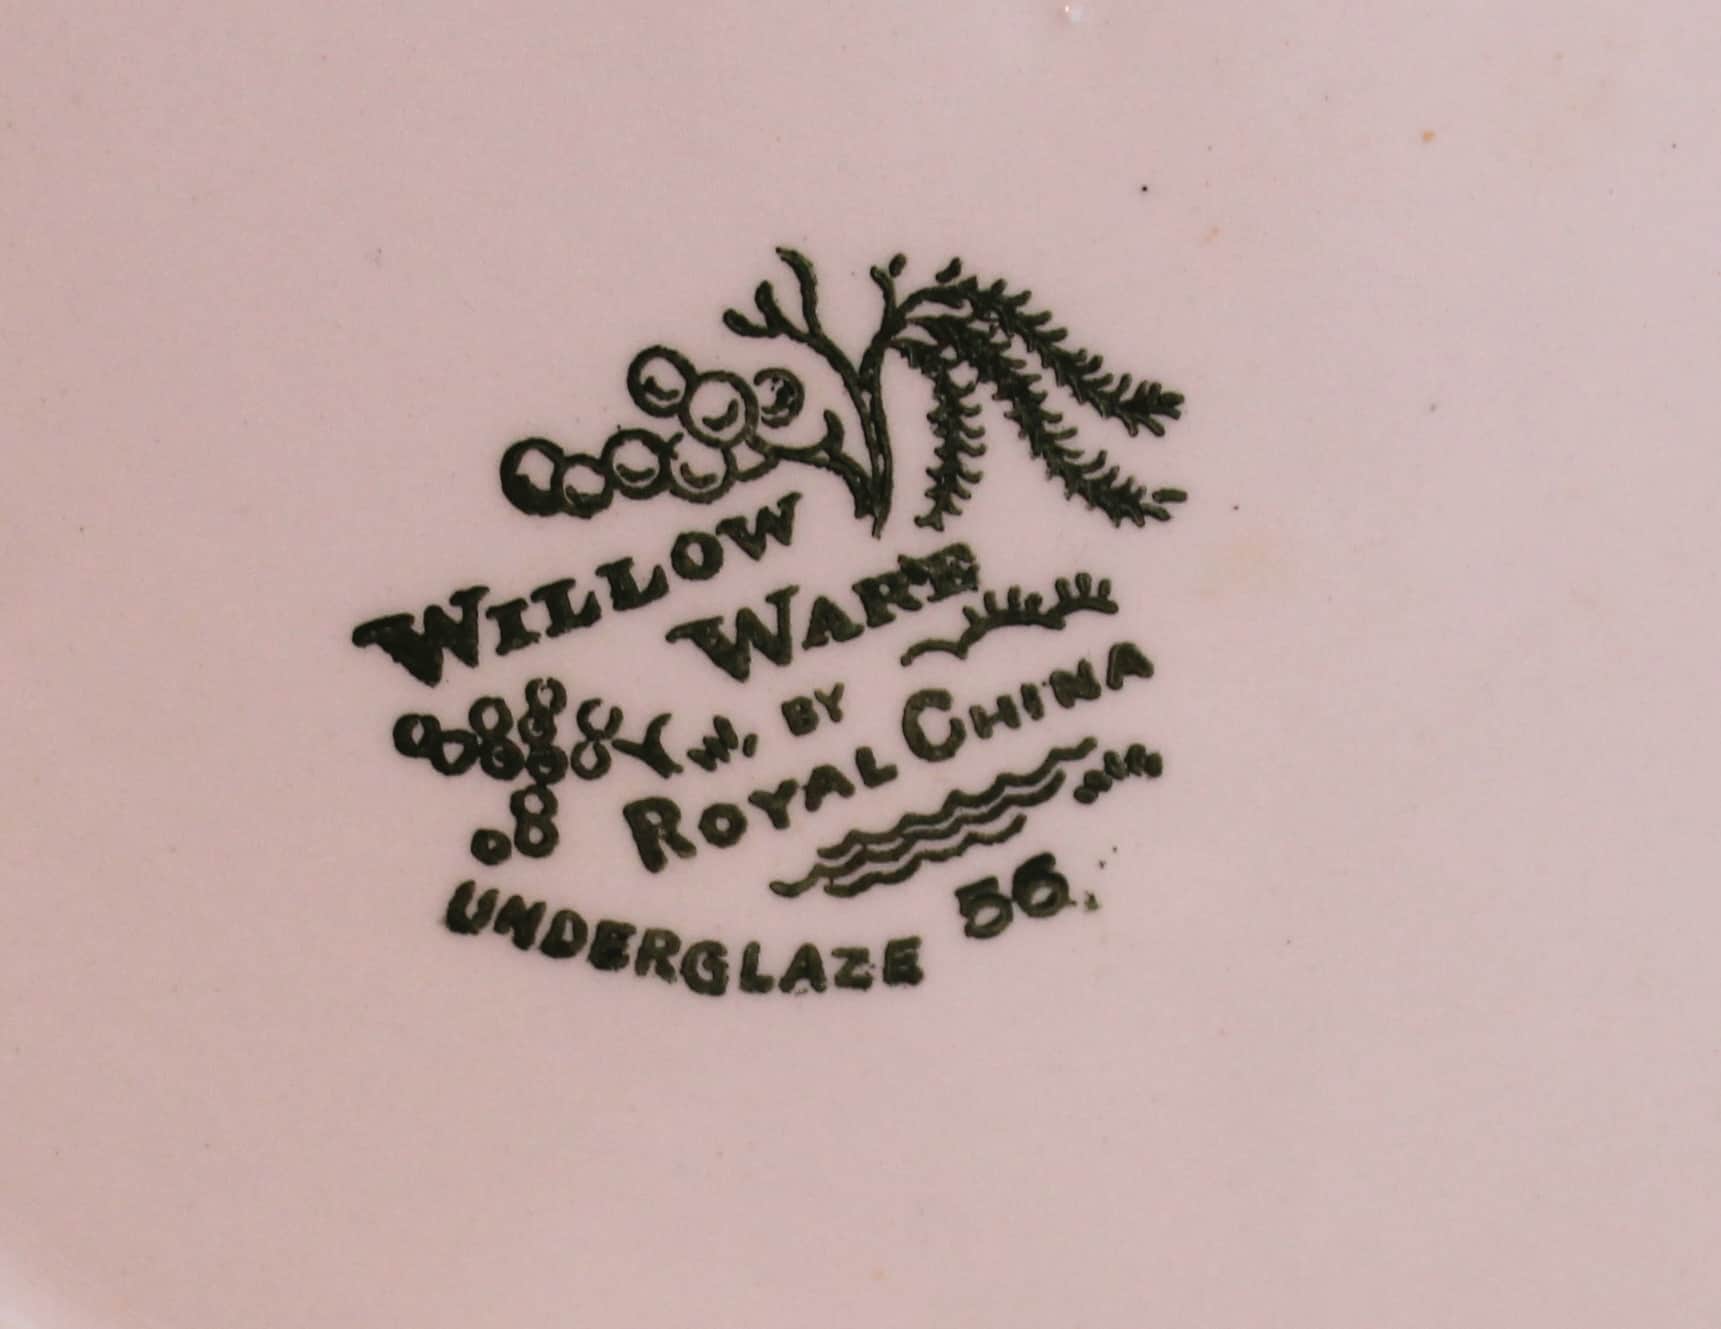 WILLOW
WARE
BY
ROYAL CHINA
UNDERGLAZE 56.